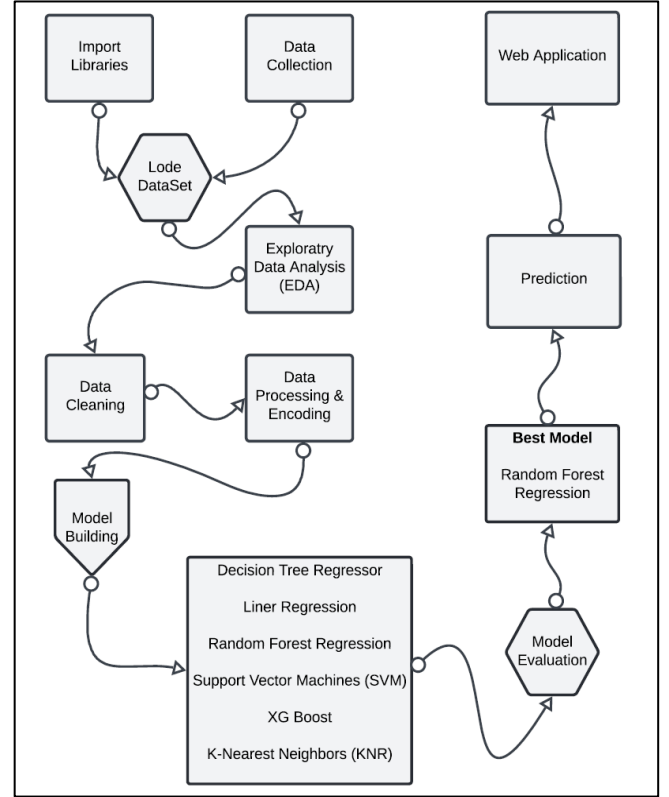 Import
Libraries
Data
Collection
Lode
DataSet
Exploratry
Data Analysis
(EDA)
Data
Cleaning
Data
Processing &
Encoding
Model
Building
Decision Tree Regressor
Liner Regression
Random Forest Regression
Support Vector Machines (SVM)
XG Boost
K-Nearest Neighbors (KNR)
Model
Evaluation
Best Model
Random Forest
Regression
Prediction
Web Application